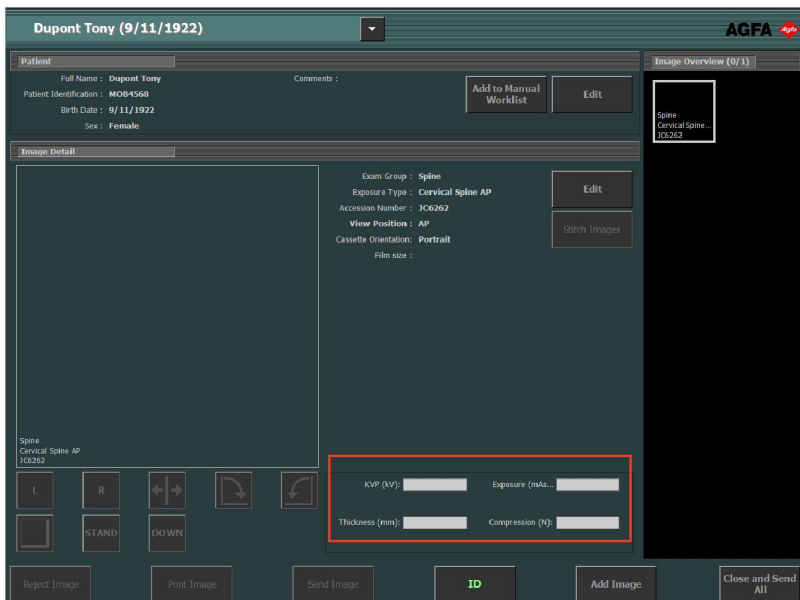 Dupont Tony (9/11/1922)
AGFA
Agfa
Patient
Full Name : Dupont Tony
Comments :
Patient Identification : MOB4568
Birth Date : 9/11/1922
Sex : Female
Add to Manual
Worklist
Edit
Image Overview (0/1)
Spine
Cervical Spine...
JC6262
Image Detail
Exam Group : Spine
Exposure Type : Cervical Spine AP
Accession Number : JC6262
View Position : AP
Cassette Orientation: Portrait
Film size :
Edit
Stitch Images
Spine
Cervical Spine AP
JC6262
L
R
STAND
DOWN
KVP (kV):
Exposure (mAs...
Thickness (mm):
Compression (N):
Reject Image
Print Image
Send Image
ID
Add Image
Close and Send
All